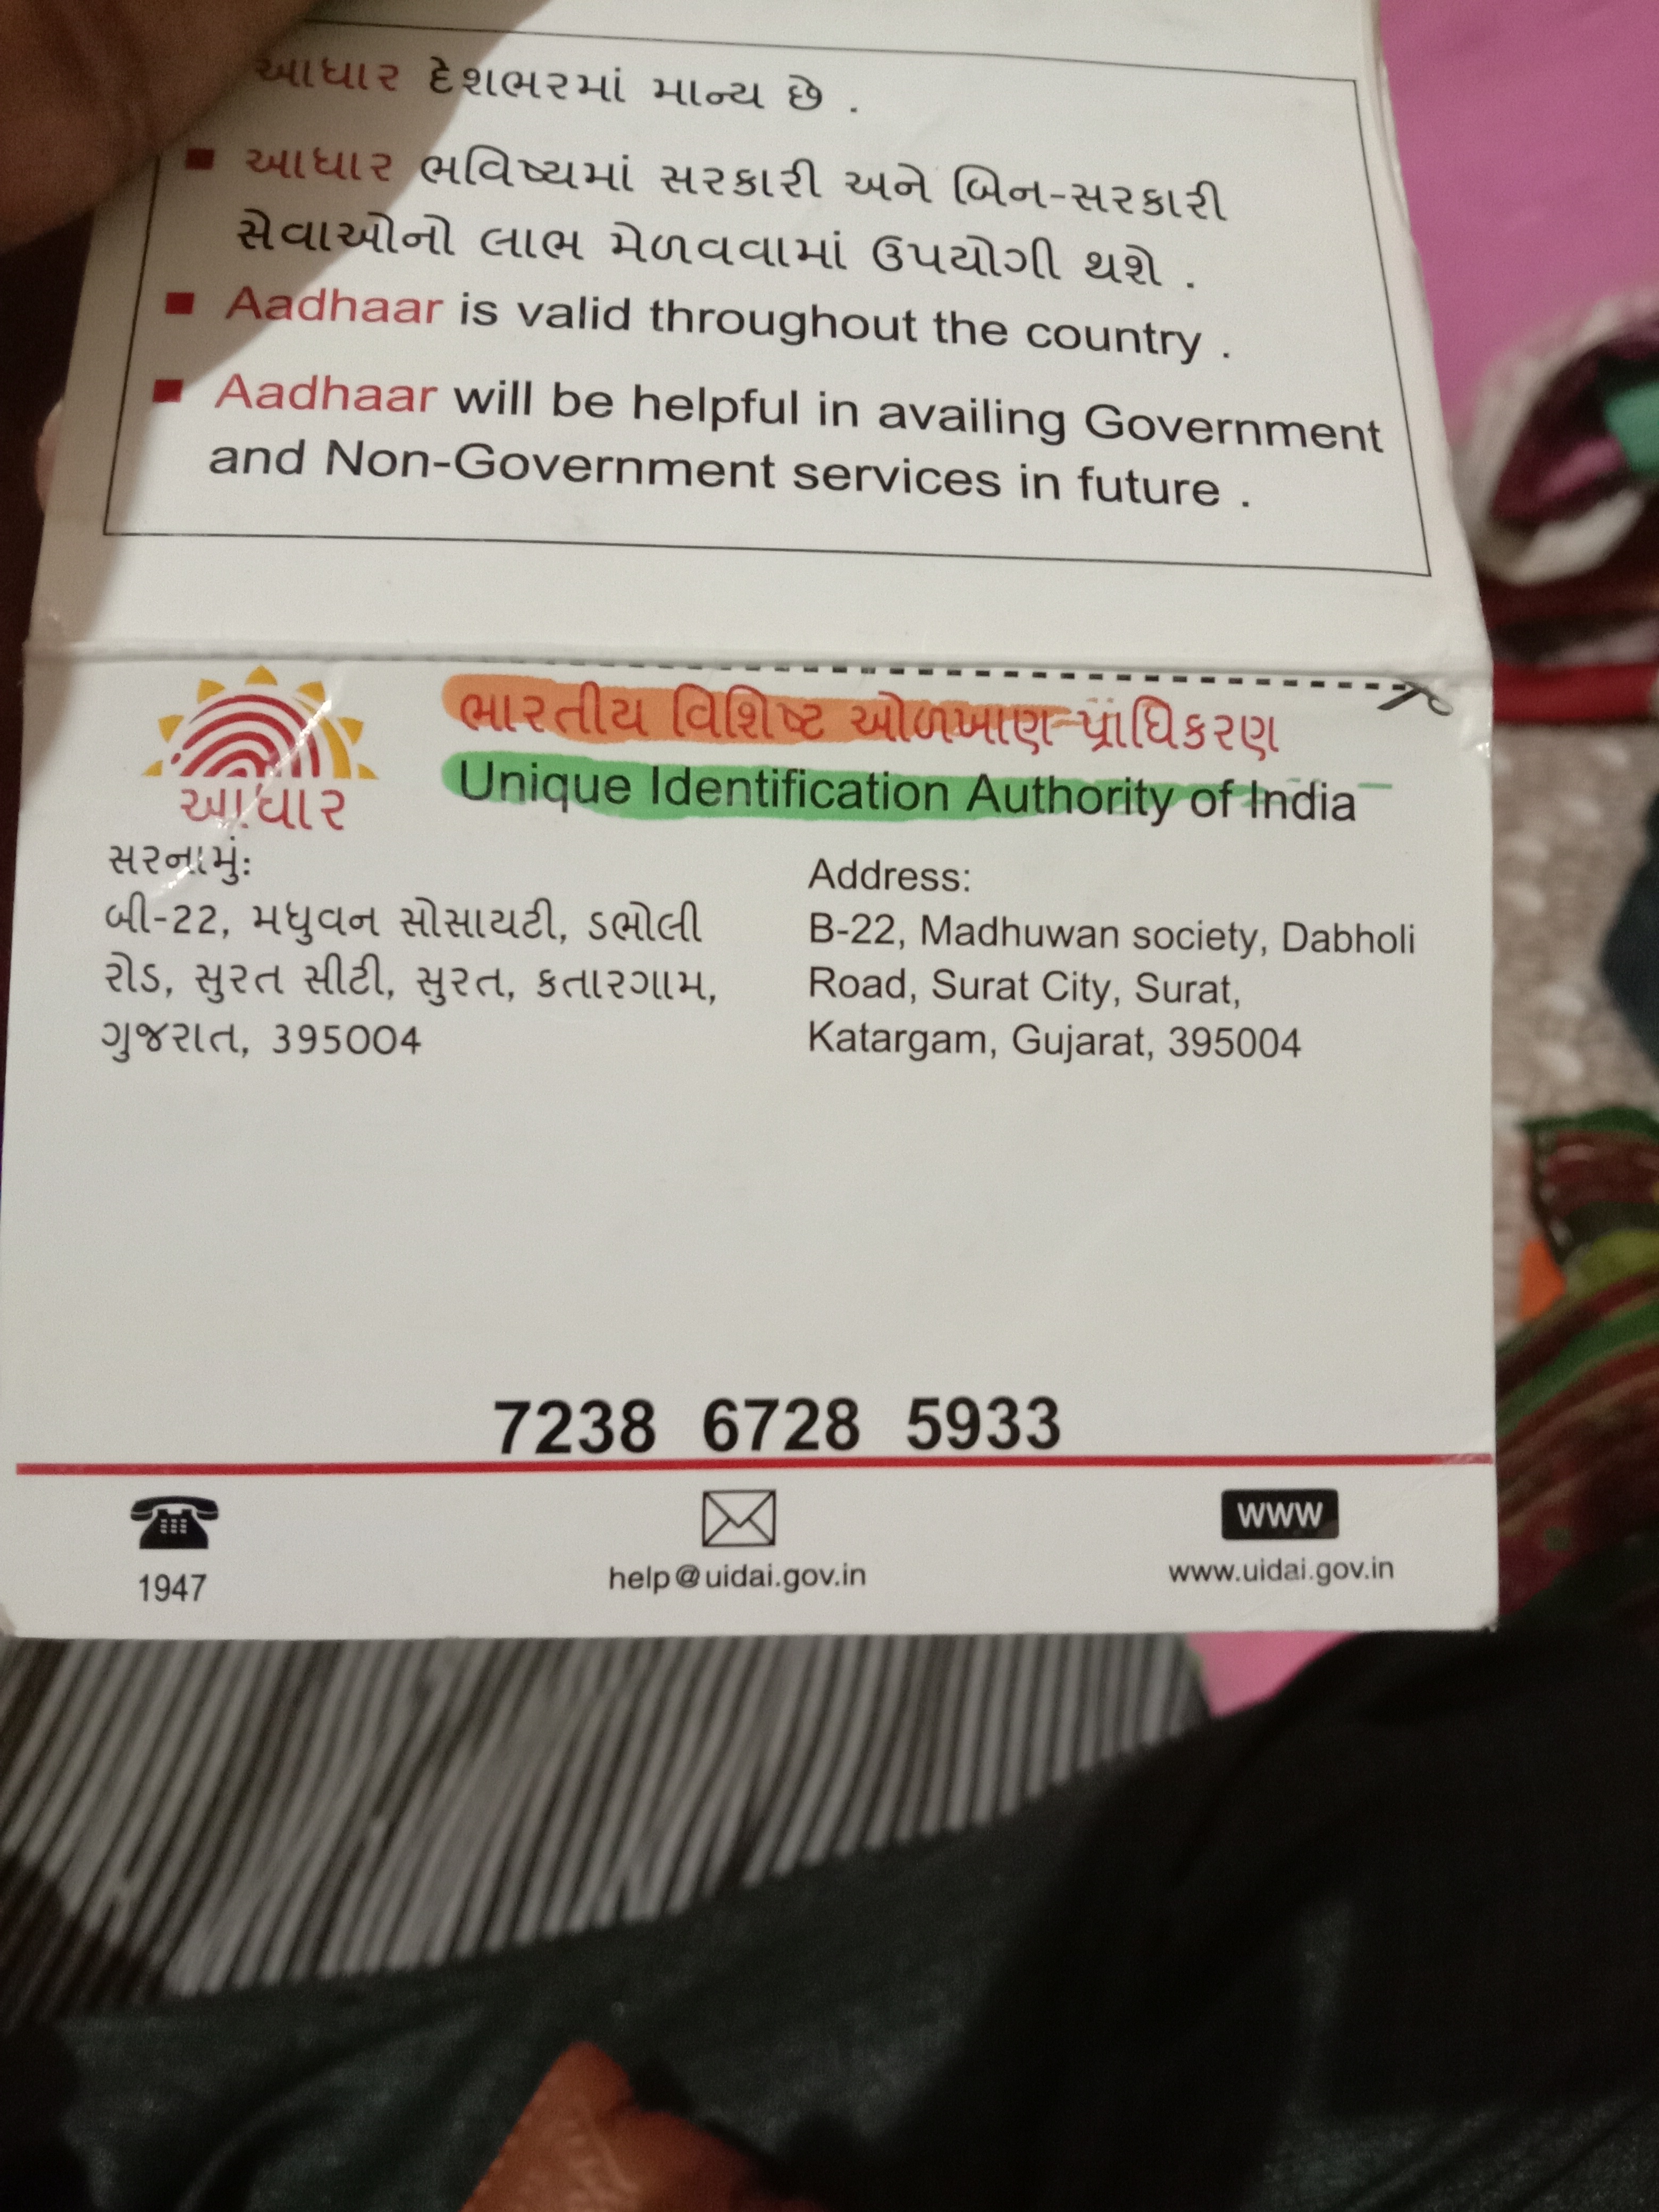 આધાર દેશભરમાં માન્ય છે .
આધાર ભવિષ્યમાં સરકારી અને બિન-સરકારી
સેવાઓનો લાભ મેળવવામાં ઉપયોગી થશે .
Aadhaar is valid throughout the country .
Aadhaar will be helpful in availing Government
and Non-Government services in future .
ભારતીય વિશિષ્ટ ઓળખાણ પ્રાધિકરણ
Unique Identification Authority of India
આધાર
સરનામું:
બી-22, મધુવન સોસાયટી, ડભોલી
રોડ, સુરત સીટી, સુરત, કતારગામ,
ગુજરાત, 395004
Address:
B-22, Madhuwan society, Dabholi
Road, Surat City, Surat,
Katargam, Gujarat, 395004
7238 6728 5933
1947
help@uidai.gov.in
www
www.uidai.gov.in